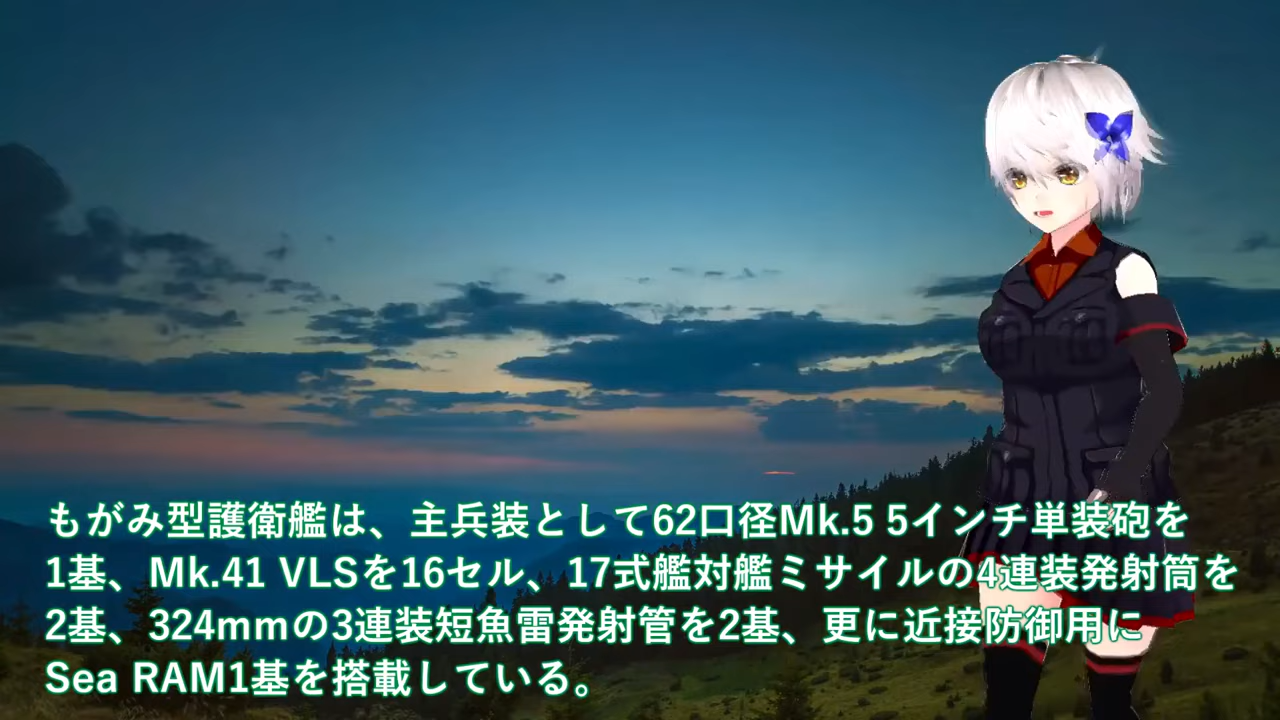 もがみ型護衛艦は、主兵装として62口径Mk.5 5インチ単装砲を
1基、Mk.41 VLSを16セル、17式艦対艦ミサイルの4連装発射筒を
2基、324mmの3連装短魚雷発射管を2基、更に近接防御用に
Sea RAM1基を搭載している。